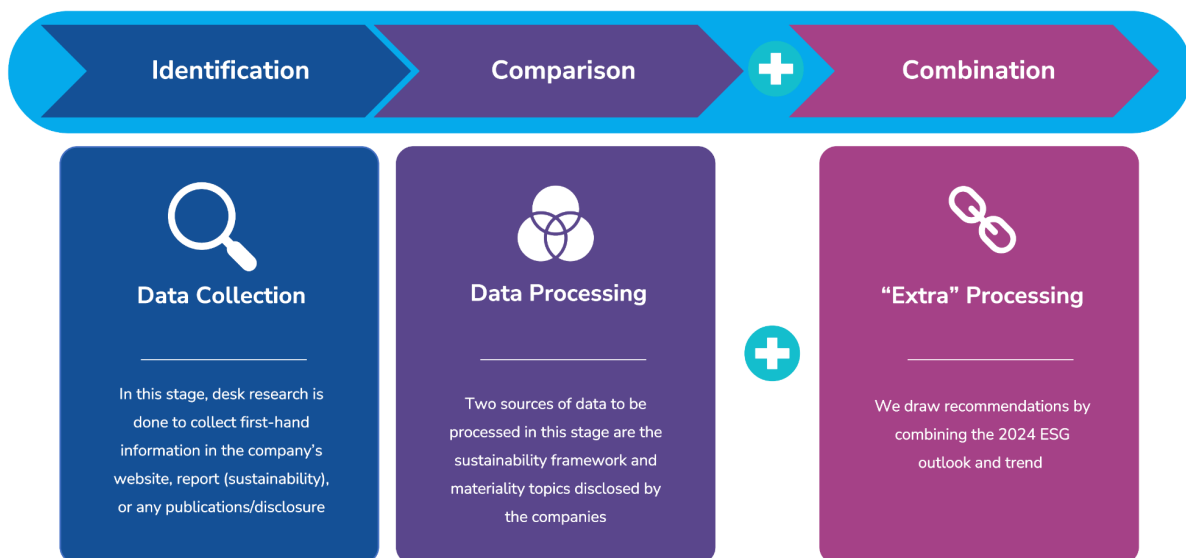 Identification
Comparison
Combination
Data Collection
In this stage, desk research is
done to collect first-hand
information in the company's
website, report (sustainability),
or any publications/disclosure
Data Processing
Two sources of data to be
processed in this stage are the
sustainability framework and
materiality topics disclosed by
the companies
“Extra” Processing
We draw recommendations by
combining the 2024 ESG
outlook and trend